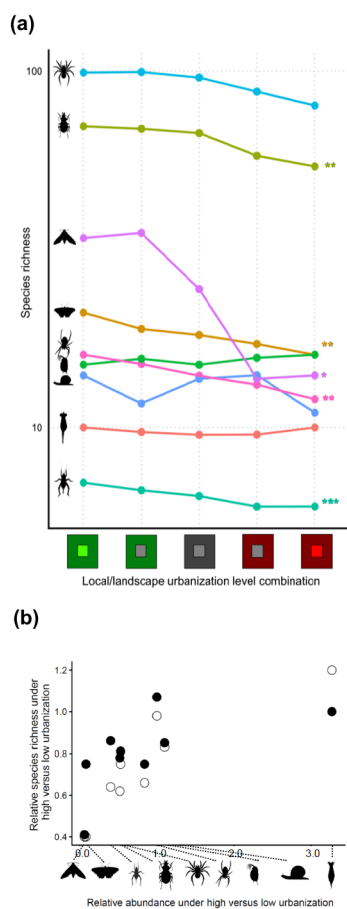 (a)
100
Species richness
**
**
*
**
10
***
Local/landscape urbanization level combination
(b)
Relative species richness under
high versus low urbanization
1.2
1.0
0.8
0.6
0.4
0.0 1.0 2.0 3.0
Relative abundance under high versus low urbanization